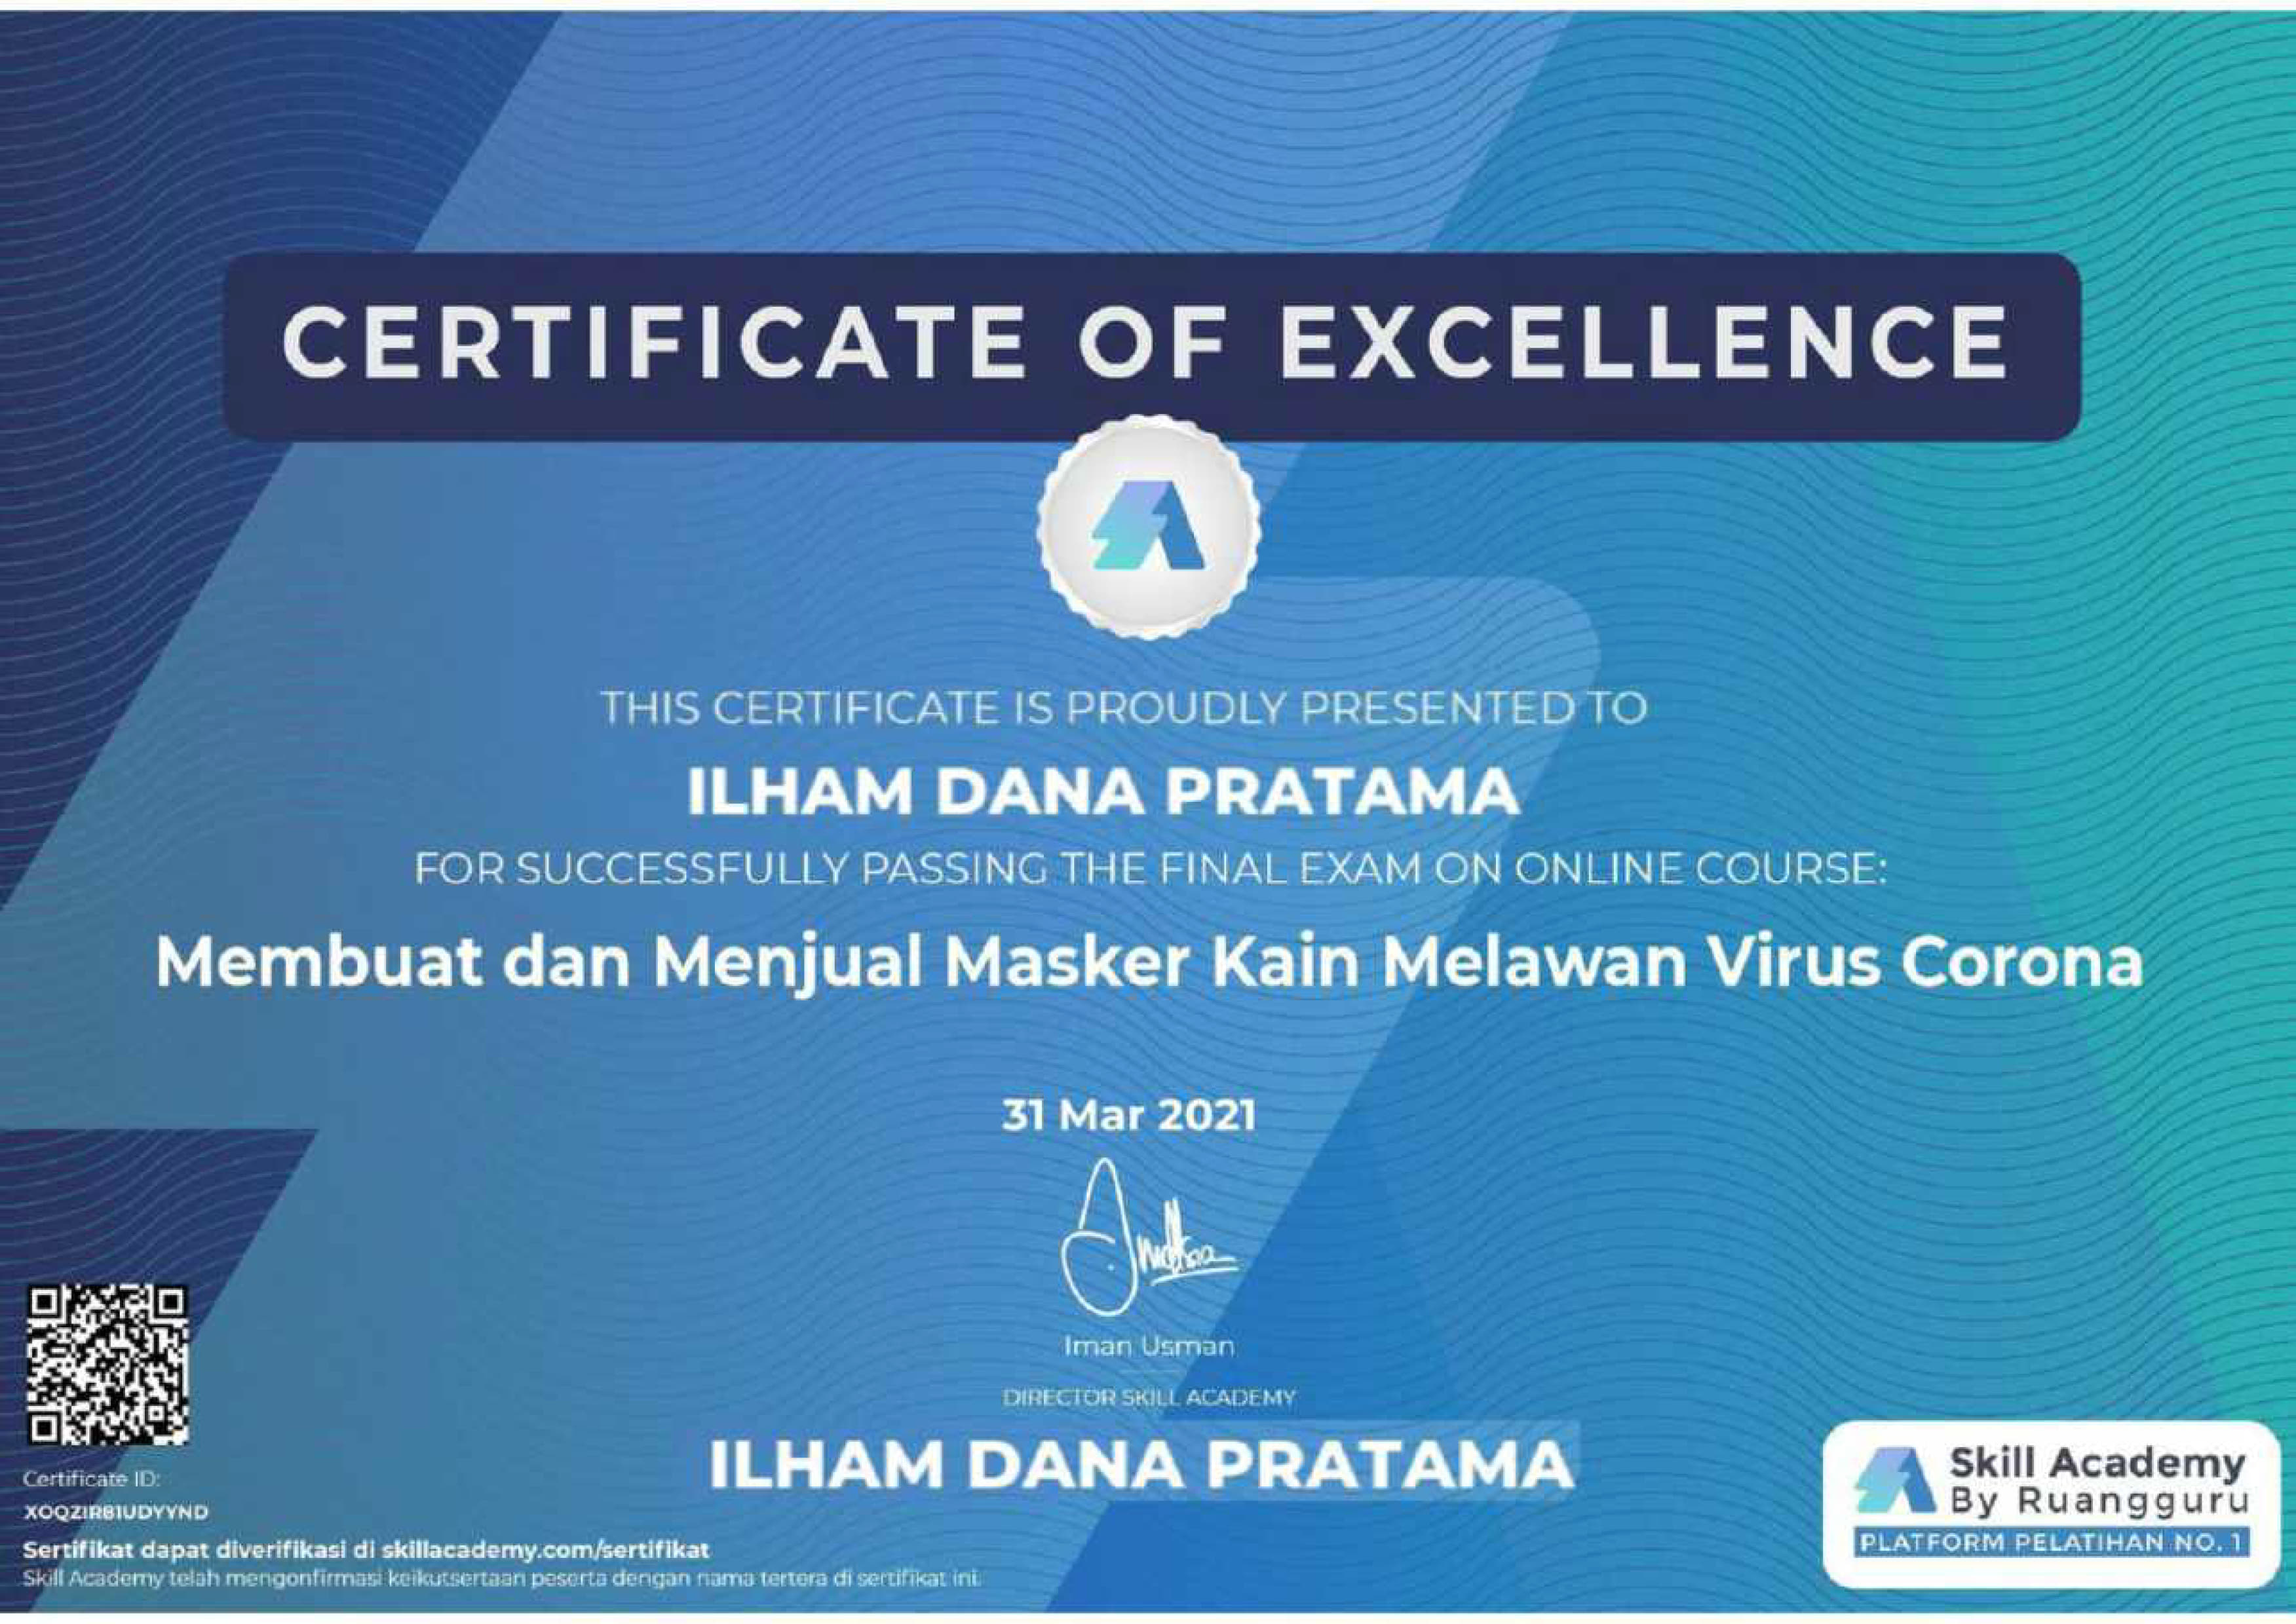 CERTIFICATE OF EXCELLENCE
THIS CERTIFICATE IS PROUDLY PRESENTED TO
ILHAM DANA PRATAMA
FOR SUCCESSFULLY PASSING THE FINAL EXAM ON ONLINE COURSE:
Membuat dan Menjual Masker Kain Melawan Virus Corona
31 Mar 2021
Iman Usman
DIRECTOR SKILL ACADEMY
ILHAM DANA PRATAMA
Certificate ID:
XOQZIRB1UDYYND
Sertifikat dapat diverifikasi di skillacademy.com/sertifikat
Skill Academy telah mengonfirmasi keikutsertaan peserta dengan nama tertera di sertifikat ini.
Skill Academy
By Ruangguru
PLATFORM PELATIHAN NO. 1